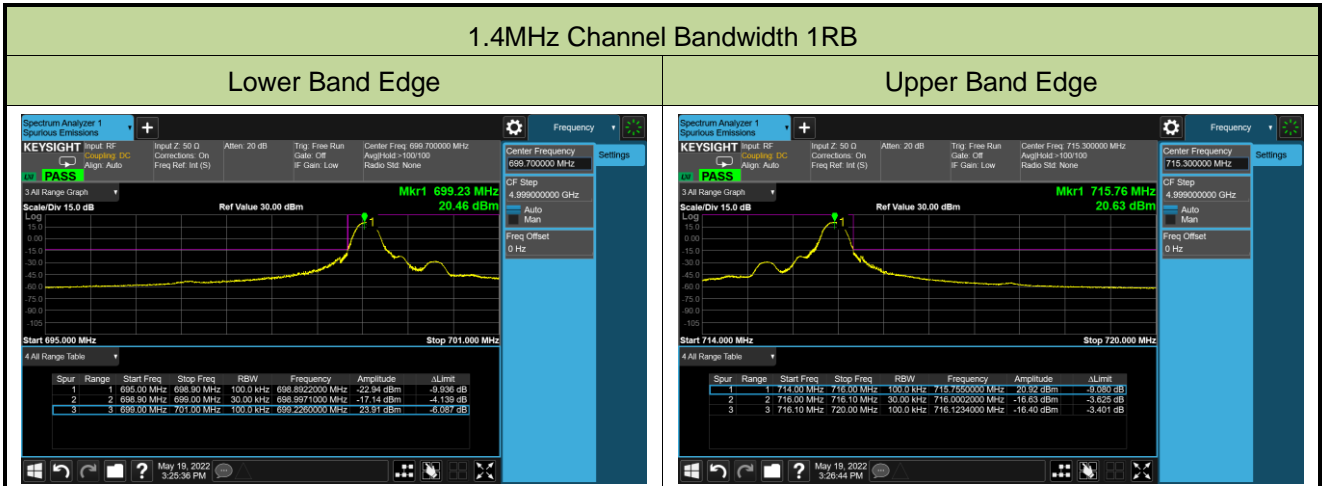 1.4MHz Channel Bandwidth 1RB
Lower Band Edge
Upper Band Edge
Spectrum Analyzer 1
Spurious Emissions
Frequency
KEYSIGHT
Input: RF
Coupling: DC
Align: Auto
Input Z: 50 Ω
Corrections: On
Freq Ref: Int (S)
Atten: 20 dB
Trig: Free Run
Gate: Off
IF Gain: Low
Center Freq: 699.700000 MHz
Avg|Hold:>100/100
Radio Std: None
PASS
Center Frequency
699.700000 MHz
Settings
CF Step
4.999000000 GHz
Auto
Man
Freq Offset
0 Hz
3 All Range Graph
Mkr1 699.23 MHz
20.46 dBm
Scale/Div 15.0 dB
Ref Value 30.00 dBm
Log
15.0
0.00
-15.0
-30.0
-45.0
-60.0
-75.0
-90.0
-105
1
Start 695.000 MHz
Stop 701.000 MHz
4 All Range Table
Spur Range Start Freq Stop Freq RBW Frequency Amplitude ΔLimit
1 1 695.00 MHz 698.90 MHz 100.0 kHz 698.8922000 MHz -22.94 dBm -9.936 dB
2 2 698.90 MHz 699.00 MHz 30.00 kHz 698.9971000 MHz -17.14 dBm -4.139 dB
3 3 699.00 MHz 701.00 MHz 100.0 kHz 699.2260000 MHz 23.91 dBm -6.087 dB
?
May 19, 2022
3:25:36 PM
Spectrum Analyzer 1
Spurious Emissions
Frequency
KEYSIGHT
Input: RF
Coupling: DC
Align: Auto
Input Z: 50 Ω
Corrections: On
Freq Ref: Int (S)
Atten: 20 dB
Trig: Free Run
Gate: Off
IF Gain: Low
Center Freq: 715.300000 MHz
Avg|Hold:>100/100
Radio Std: None
PASS
Center Frequency
715.300000 MHz
Settings
CF Step
4.999000000 GHz
Auto
Man
Freq Offset
0 Hz
3 All Range Graph
Mkr1 715.76 MHz
20.63 dBm
Scale/Div 15.0 dB
Ref Value 30.00 dBm
Log
15.0
0.00
-15.0
-30.0
-45.0
-60.0
-75.0
-90.0
-105
1
Start 714.000 MHz
Stop 720.000 MHz
4 All Range Table
Spur Range Start Freq Stop Freq RBW Frequency Amplitude ΔLimit
1 1 714.00 MHz 716.00 MHz 100.0 kHz 715.7550000 MHz 20.92 dBm -9.080 dB
2 2 716.00 MHz 716.10 MHz 30.00 kHz 716.0002000 MHz -16.63 dBm -3.625 dB
3 3 716.10 MHz 720.00 MHz 100.0 kHz 716.1234000 MHz -16.40 dBm -3.401 dB
?
May 19, 2022
3:26:44 PM